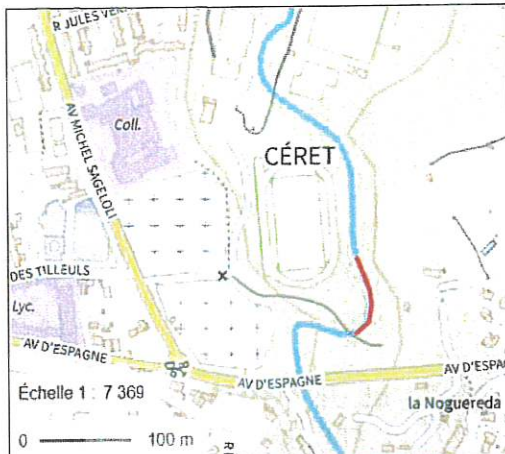 R JULES VER
AV MICHEL SAGELOLI
Coll.
CÉRET
DES TILLEULS
Lyc.
AV D'ESPAGNE
AV D'ESPAGNE
AV D'ESPA
Échelle 1 : 7 369
la Noguereda
0 100 m
R